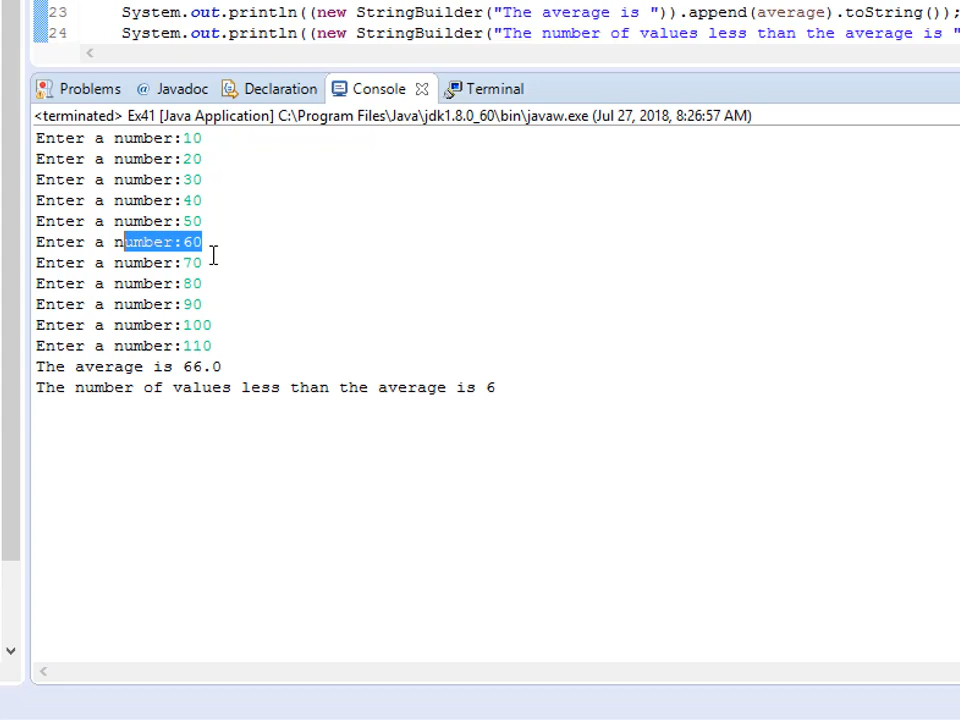 23 System.out.println((new StringBuilder("The average is ")).append(average).toString());
24 System.out.println((new StringBuilder("The number of values less than the average is "
Problems @ Javadoc Declaration Console Terminal
<terminated> Ex41 [Java Application] C:\Program Files\Java\jdk1.8.0_60\bin\javaw.exe (Jul 27, 2018, 8:26:57 AM)
Enter a number:10
Enter a number:20
Enter a number:30
Enter a number:40
Enter a number:50
Enter a number:60
Enter a number:70
Enter a number:80
Enter a number:90
Enter a number:100
Enter a number:110
The average is 66.0
The number of values less than the average is 6